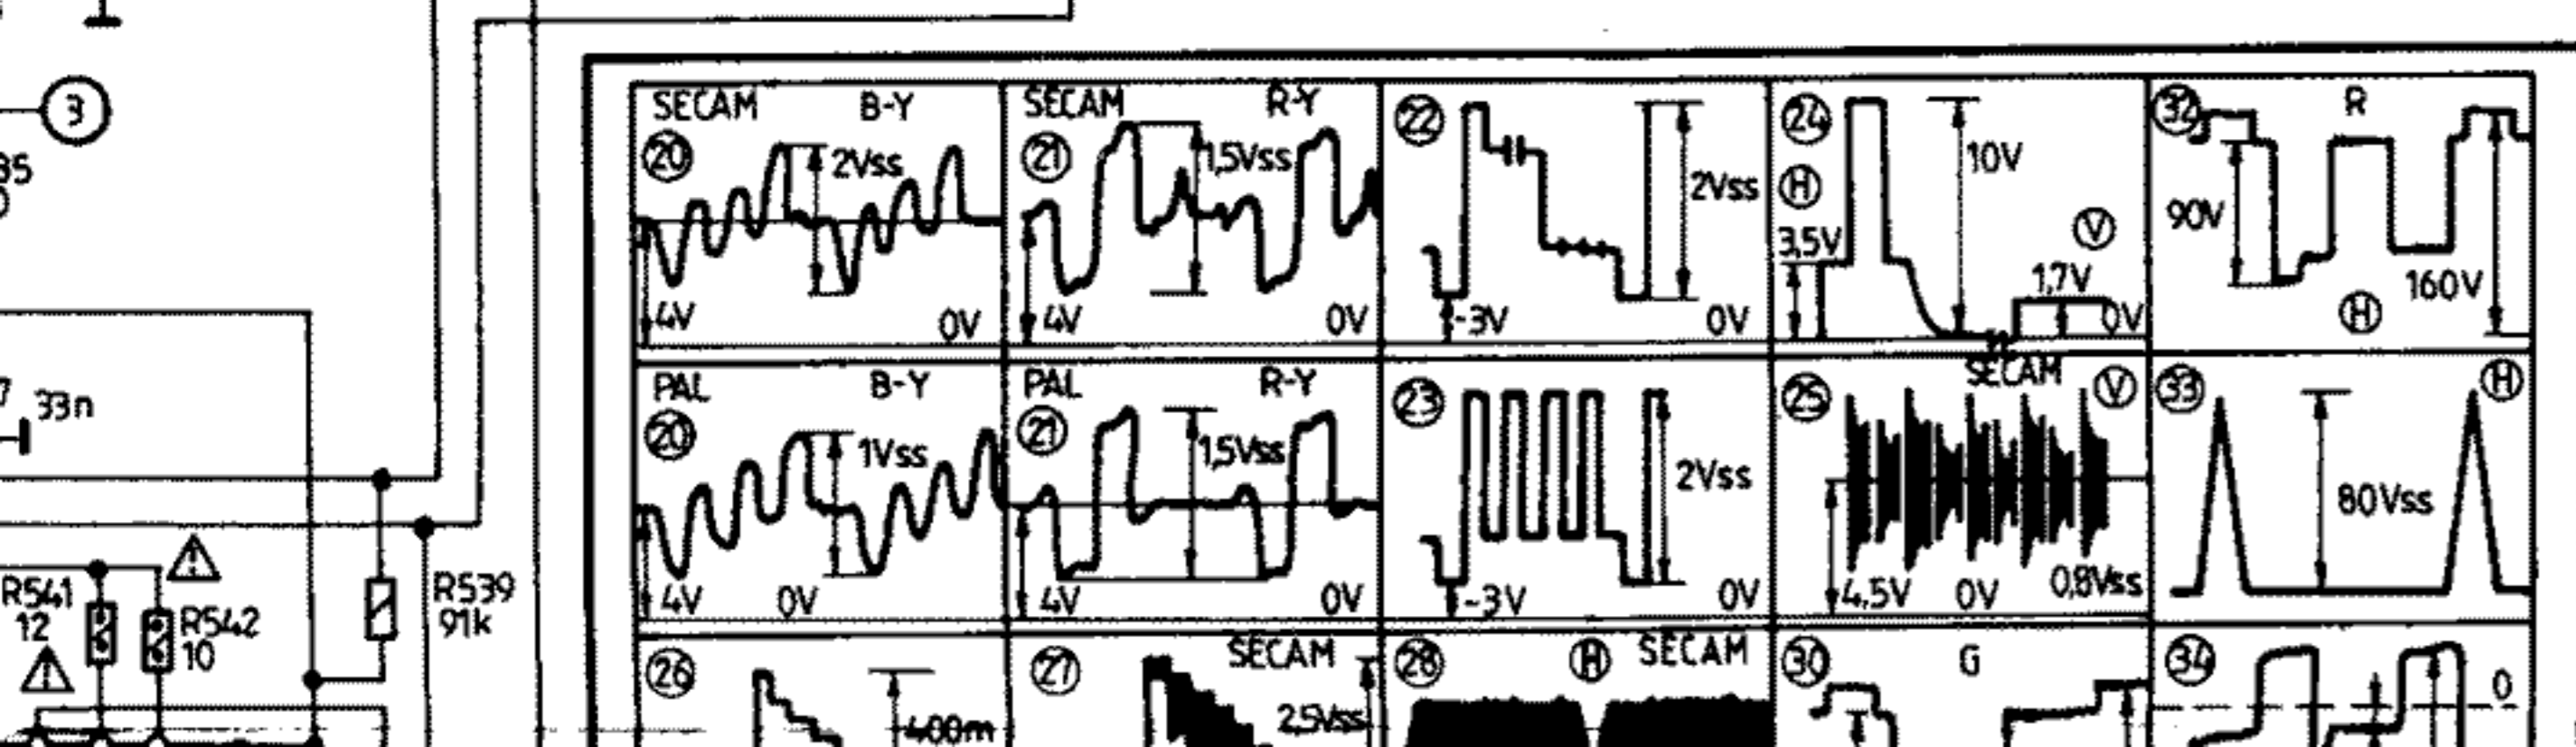 3
33n
R541
12
R542
10
R539
91k
SECAM B-Y
20
2Vss
4V 0V
SECAM R-Y
21
1,5Vss
4V 0V
22
2Vss
-3V 0V
24
10V
H
3,5V
V
1,7V
0V
32 R
90V
160V
H
PAL B-Y
20
1Vss
4V 0V
PAL R-Y
21
1,5Vss
4V 0V
23
2Vss
-3V 0V
SECAM
25 V
4,5V 0V 0,8Vss
33 H
80Vss
26
400m
27 SECAM
2,5Vss
28 H SECAM
30 G
34
0